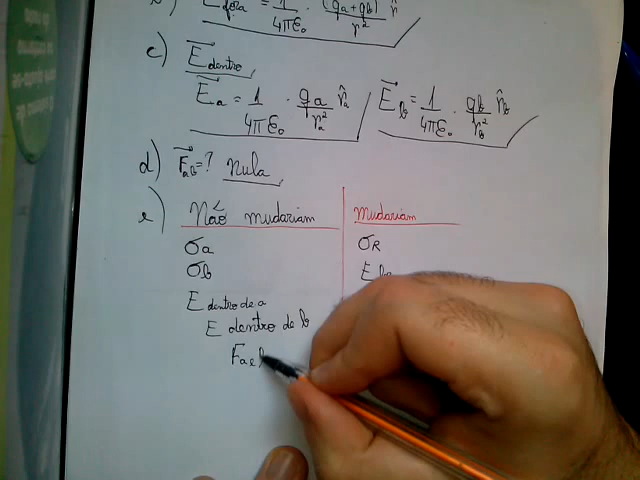 E fora = 1/4πε₀ · (qa+qb)/r² r̂
c) E dentro
Ea = 1/4πε₀ · qa/ra² r̂a Eb = 1/4πε₀ · qb/rb² r̂b
d) Fab = ? Nula
e) Não mudariam Mudariam
σa σR
σb E
E dentro de a
E dentro de b
Fa e b